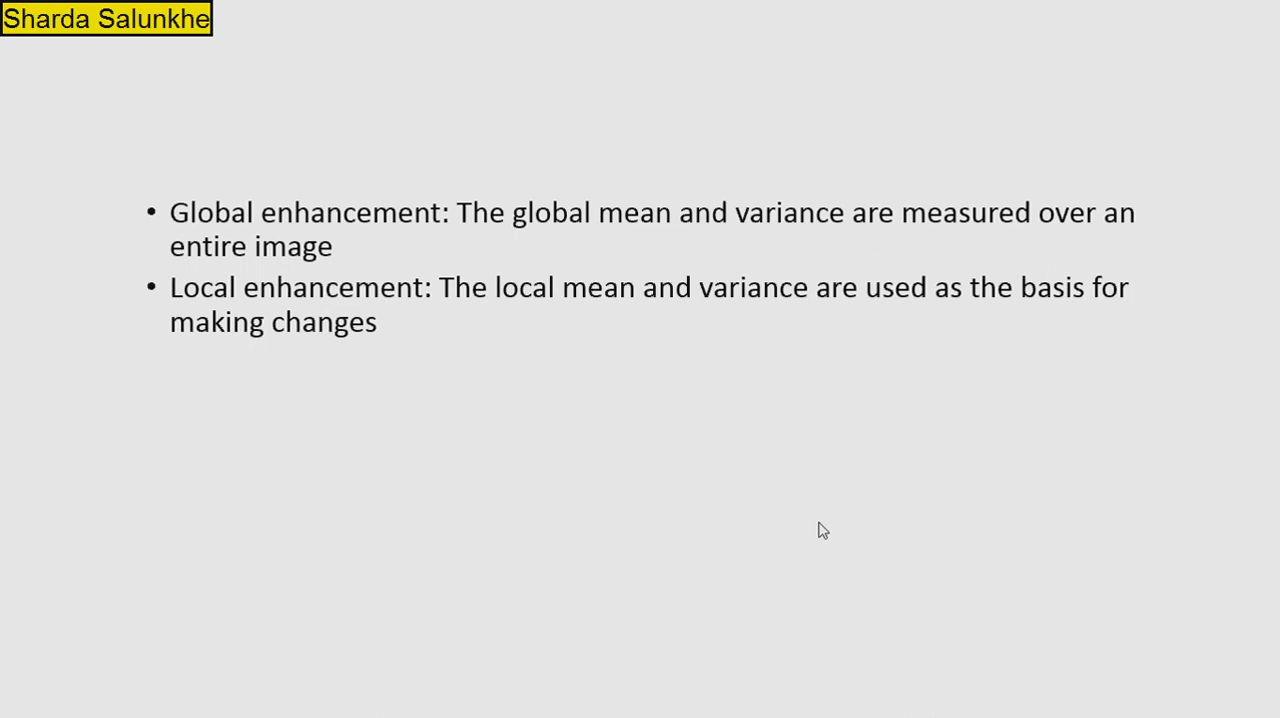 Sharda Salunkhe
• Global enhancement: The global mean and variance are measured over an
entire image
• Local enhancement: The local mean and variance are used as the basis for
making changes